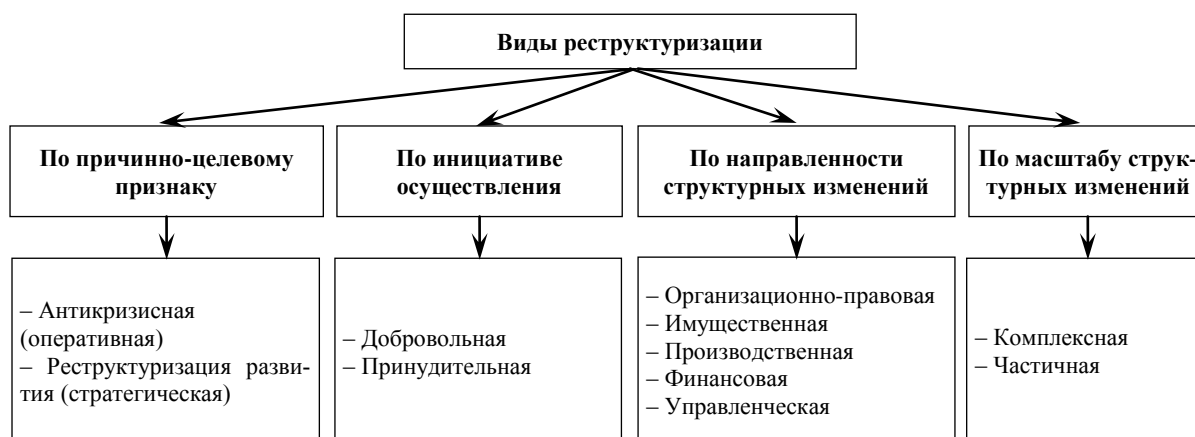 Виды реструктуризации
По причинно-целевому
признаку
По инициативе
осуществления
По направленности
структурных изменений
По масштабу струк-
турных изменений
– Антикризисная
(оперативная)
– Реструктуризация разви-
тия (стратегическая)
– Добровольная
– Принудительная
– Организационно-правовая
– Имущественная
– Производственная
– Финансовая
– Управленческая
– Комплексная
– Частичная